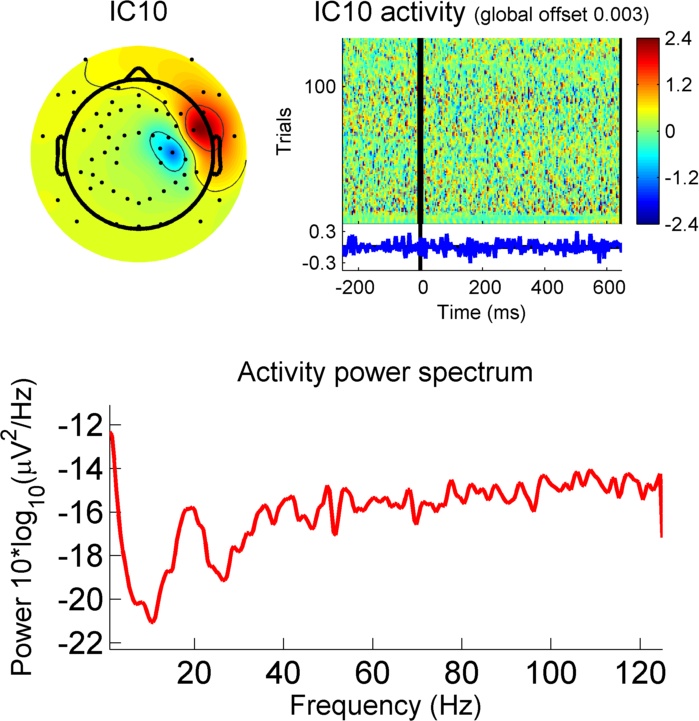 IC10
IC10 activity (global offset 0.003)
Trials
100
2.4
1.2
0
-1.2
-2.4
0.3
-0.3
-200 0 200 400 600
Time (ms)
Activity power spectrum
Power 10*log10(μV2/Hz)
-12
-14
-16
-18
-20
-22
20 40 60 80 100 120
Frequency (Hz)